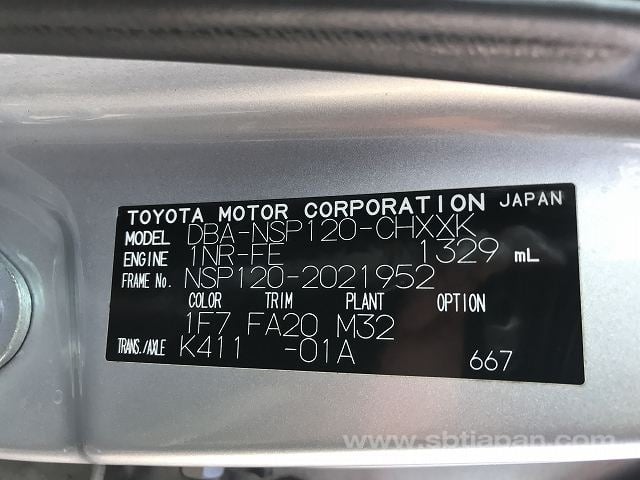 TOYOTA MOTOR CORPORATION JAPAN
MODEL DBA-NSP120-CHXXK
ENGINE 1NR-FE 1329 mL
FRAME No. NSP120-2021952
COLOR TRIM PLANT OPTION
1F7 FA20 M32
TRANS./AXLE K411 -01A 667
www.sbtjapan.com